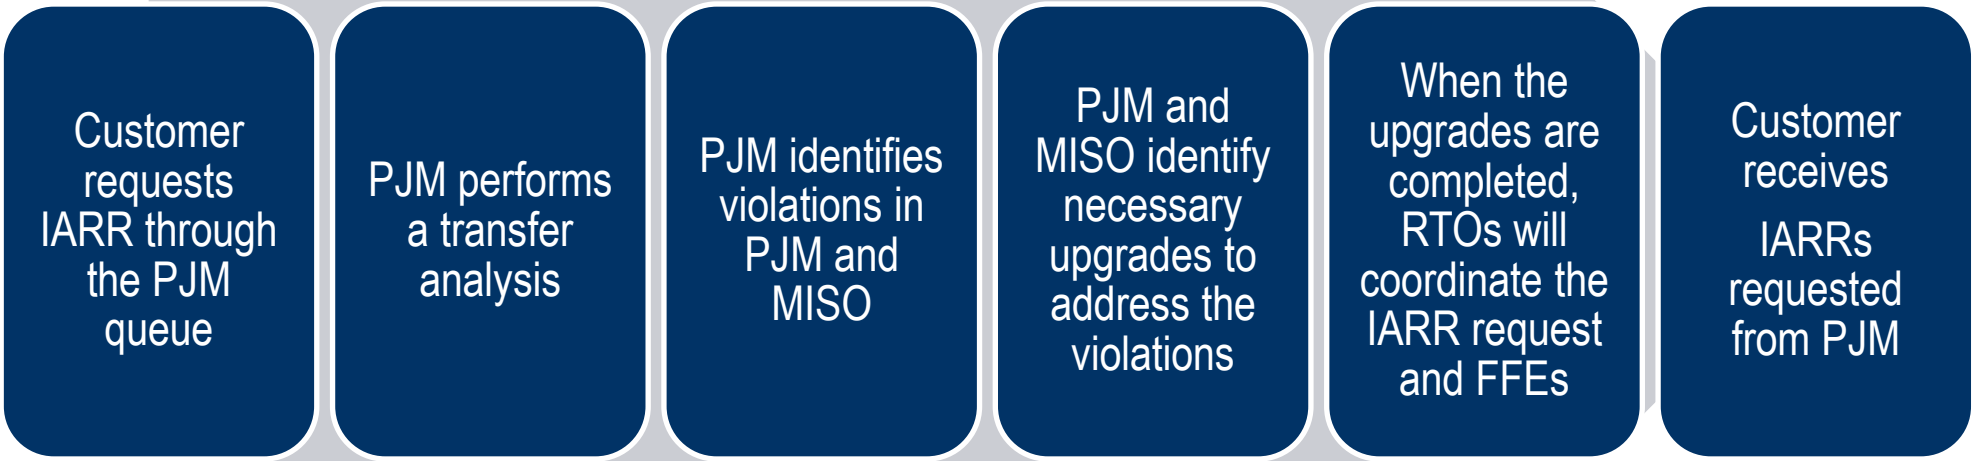 Customer
requests
IARR through
the PJM
queue
PJM performs
a transfer
analysis
PJM identifies
violations in
PJM and
MISO
PJM and
MISO identify
necessary
upgrades to
address the
violations
When the
upgrades are
completed,
RTOs will
coordinate the
IARR request
and FFEs
Customer
receives
IARRs
requested
from PJM